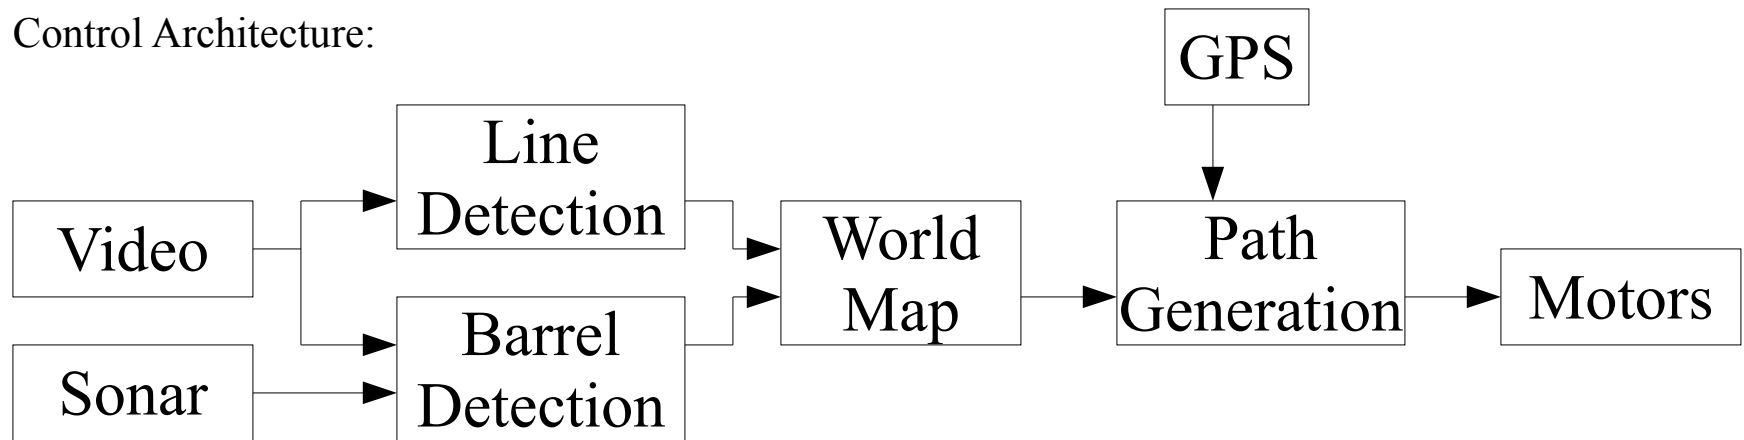 Control Architecture:
GPS
Line
Detection
Video
World
Map
Path
Generation
Motors
Barrel
Detection
Sonar